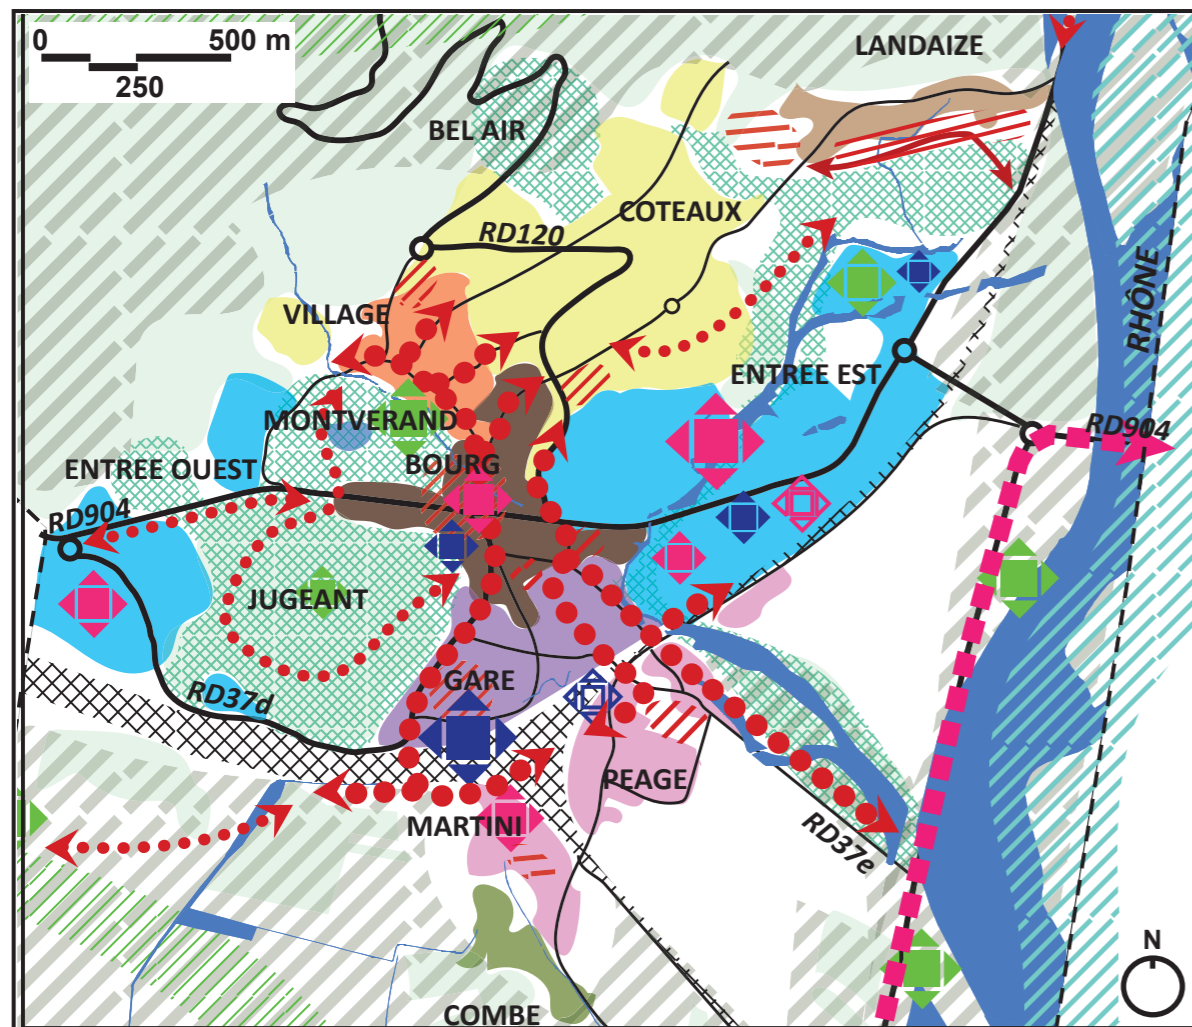 0 500 m
250
LANDAIZE
BEL AIR
COTEAUX
RD120
RHÔNE
VILLAGE
ENTREE EST
MONTVERAND
RD904
BOURG
ENTREE OUEST
RD904
JUGEANT
GARE
RD37d
PEAGE
MARTINI
RD37e
N
COMBE